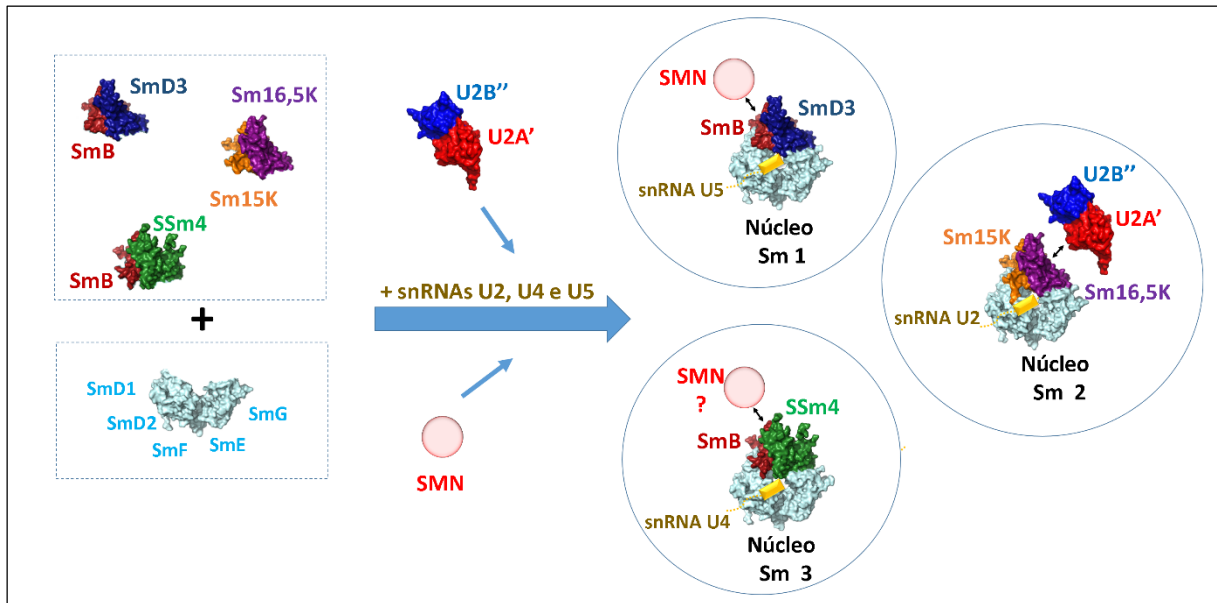 SmD3
SmB
Sm16,5K
Sm15K
SSm4
SmB
+
SmD1
SmD2
SmF
SmE
SmG
U2B’’
U2A’
+ snRNAs U2, U4 e U5
SMN
SMN
SmB
SmD3
snRNA U5
Núcleo
Sm 1
U2B’’
U2A’
Sm15K
Sm16,5K
snRNA U2
Núcleo
Sm 2
SMN
?
SSm4
SmB
snRNA U4
Núcleo
Sm 3